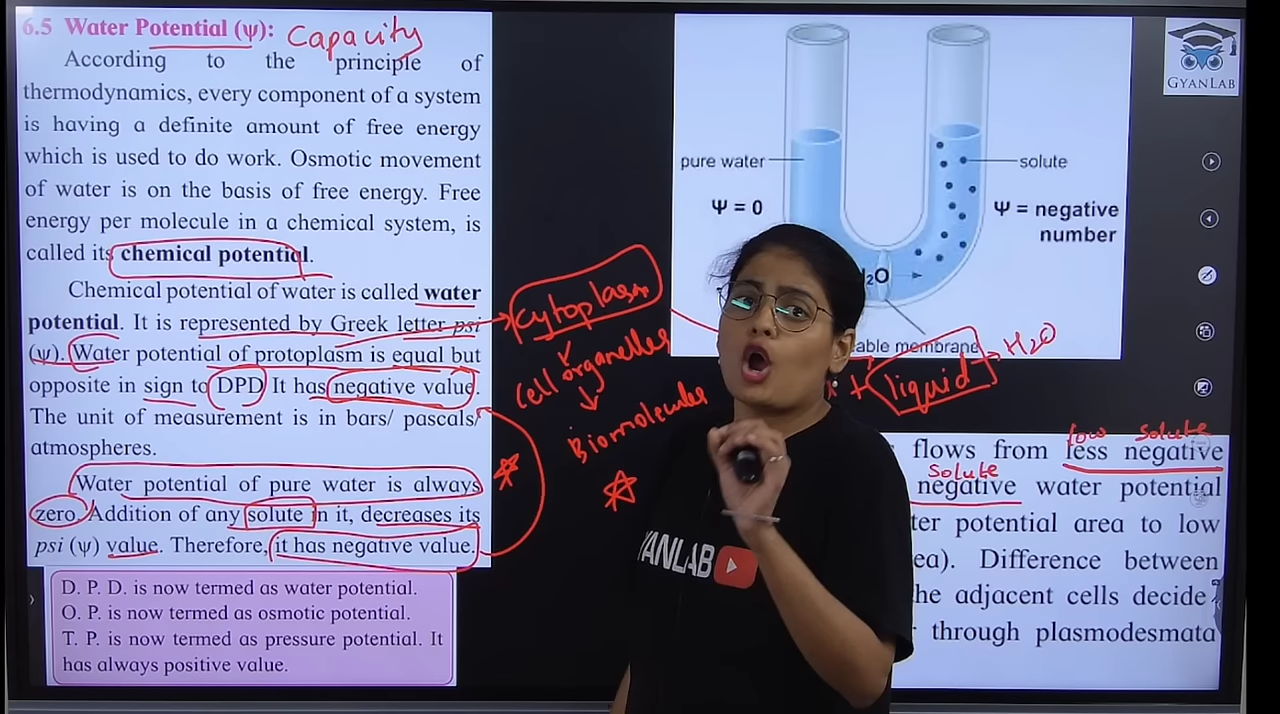 6.5 Water Potential (ψ): Capacity
According to the principle of
thermodynamics, every component of a system
is having a definite amount of free energy
which is used to do work. Osmotic movement
of water is on the basis of free energy. Free
energy per molecule in a chemical system, is
called its chemical potential.
Chemical potential of water is called water
potential. It is represented by Greek letter psi
(ψ). Water potential of protoplasm is equal but
opposite in sign to DPD It has negative value.
The unit of measurement is in bars/ pascals/
atmospheres.
Water potential of pure water is always
zero. Addition of any solute in it, decreases its
psi (ψ) value. Therefore, it has negative value.
D. P. D. is now termed as water potential.
O. P. is now termed as osmotic potential.
T. P. is now termed as pressure potential. It
has always positive value.
Cytoplasm
Cell organelles
Biomolecules
pure water
Ψ = 0
solute
Ψ = negative
number
H₂O
able membrane
+ liquid H2O
GYANLAB
low solute
flows from less negative
solute
negative water potential
ter potential area to low
ea). Difference between
he adjacent cells decide
through plasmodesmata
YANLAB